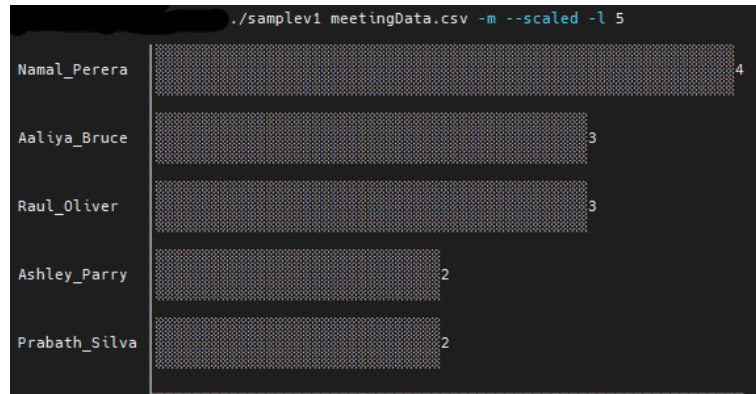 ./samplev1 meetingData.csv -m --scaled -l 5
Namal_Perera 4
Aaliya_Bruce 3
Raul_Oliver 3
Ashley_Parry 2
Prabath_Silva 2